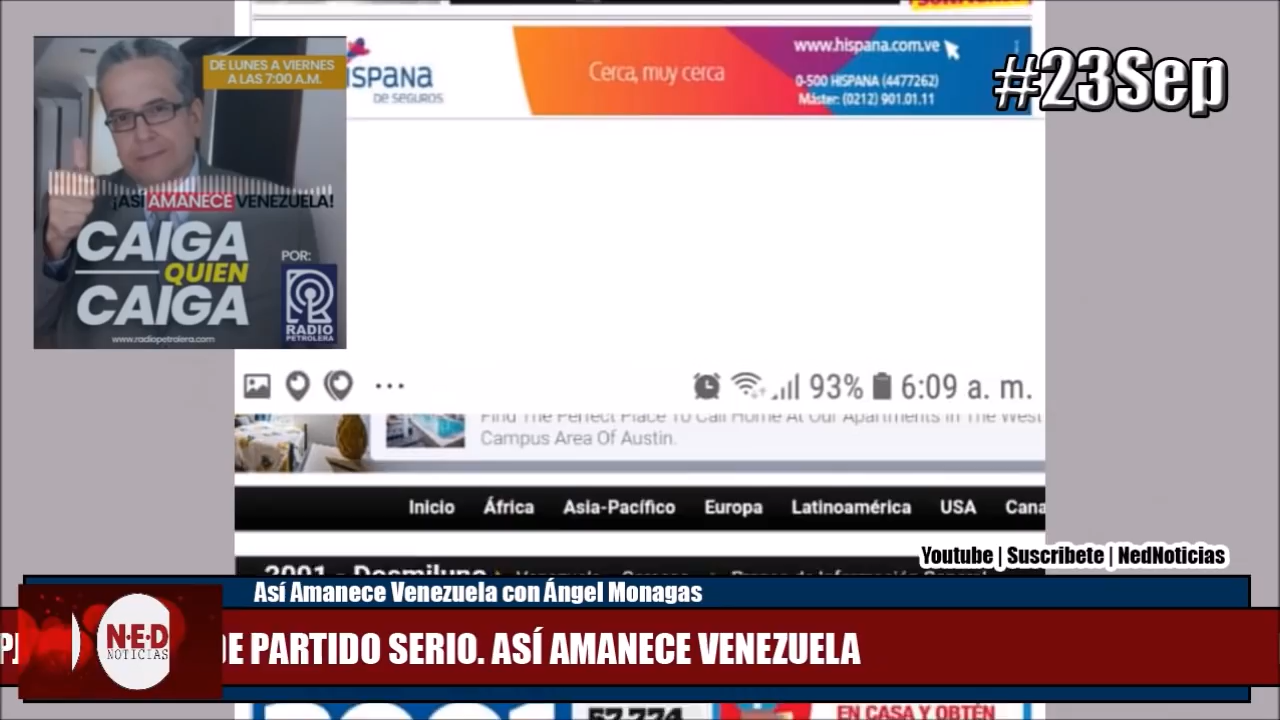 www.hispana.com.ve
Cerca, muy cerca
0-500 HISPANA (4477262)
Máster: (0212) 901.01.11
DE SEGUROS
#23Sep
DE LUNES A VIERNES
A LAS 7:00 A.M.
¡ASÍ AMANECE VENEZUELA!
CAIGA
QUIEN
CAIGA
POR:
RADIO
PETROLERA
www.radiopetrolera.com
93% 6:09 a. m.
Find The Perfect Place To Call Home At Our Apartments In The West
Campus Area Of Austin.
Inicio África Asia-Pacífico Europa Latinoamérica USA
Youtube | Suscribete | NedNoticias
Así Amanece Venezuela con Ángel Monagas
N·E·D
NOTICIAS
DE PARTIDO SERIO. ASÍ AMANECE VENEZUELA
EN CASA Y OBTÉN